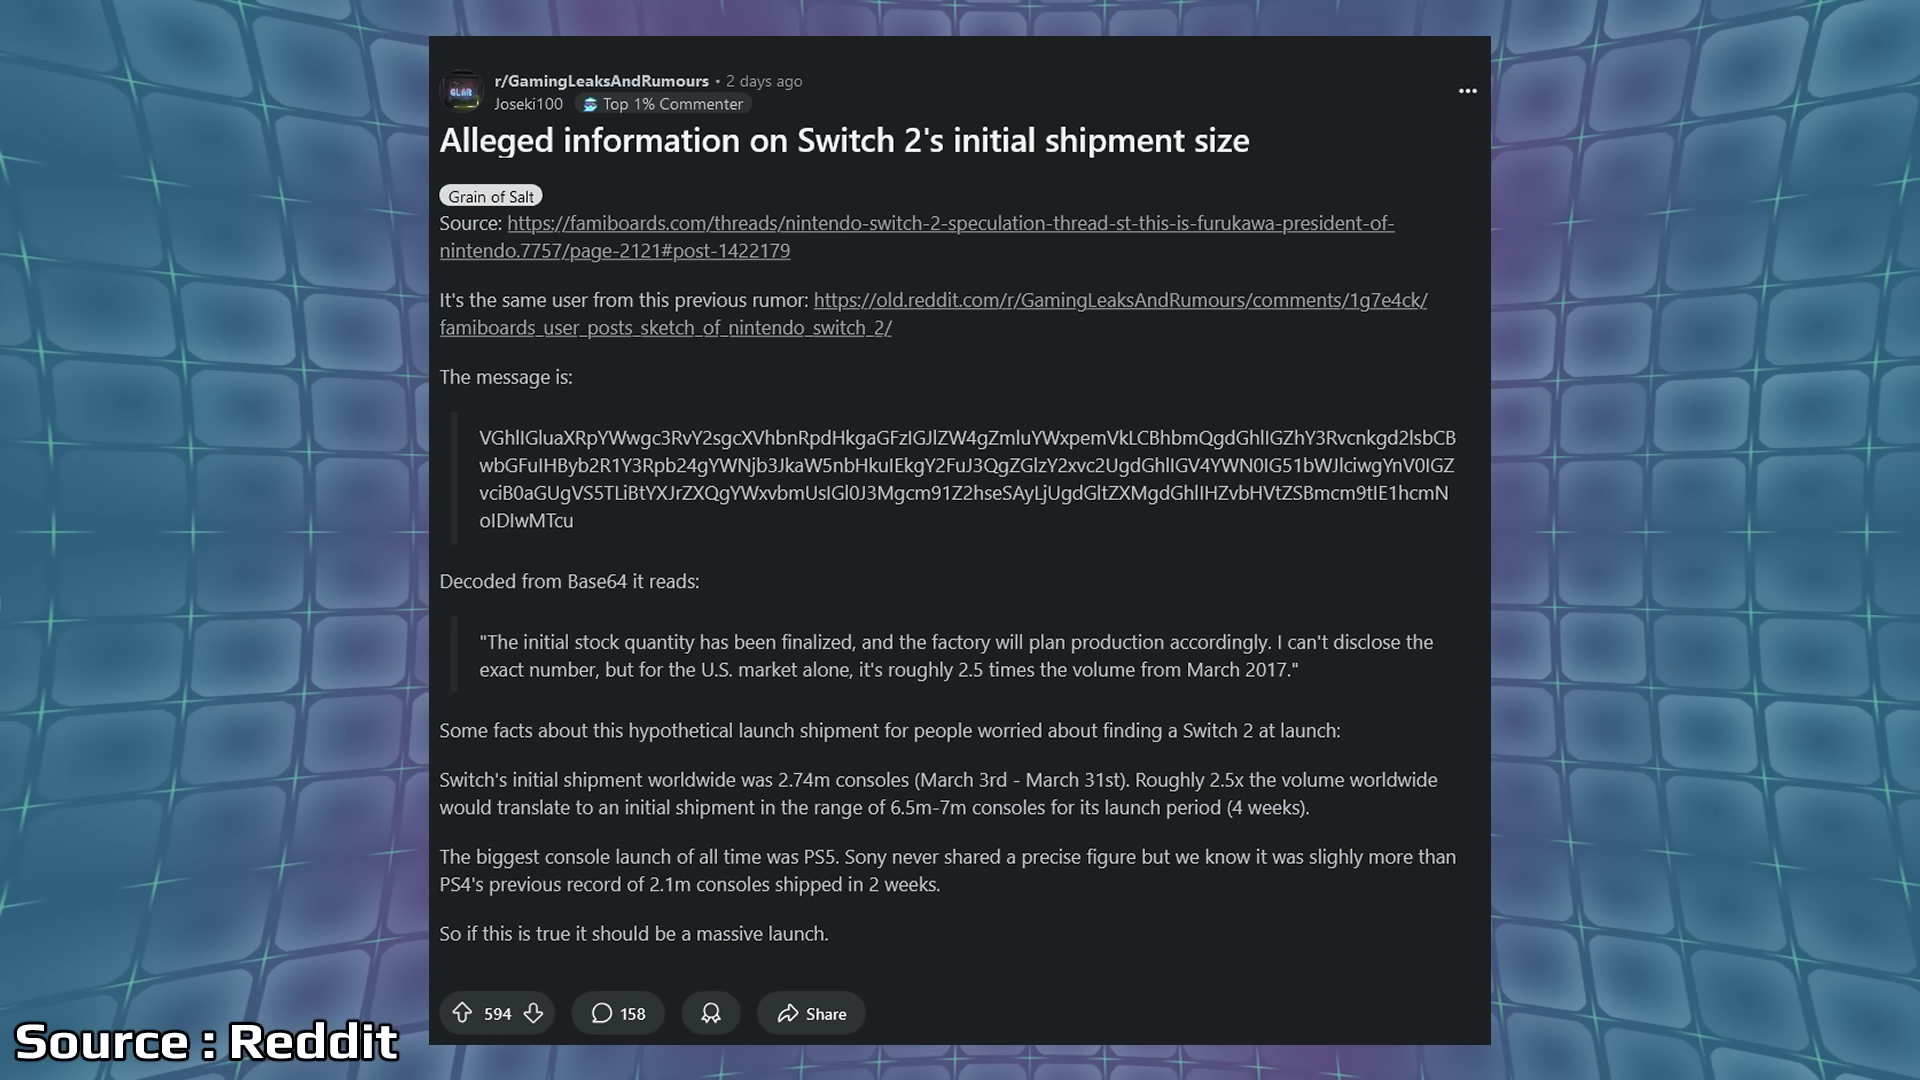 r/GamingLeaksAndRumours • 2 days ago
GLAR
Joseki100 Top 1% Commenter
Alleged information on Switch 2's initial shipment size
Grain of Salt
Source: https://famiboards.com/threads/nintendo-switch-2-speculation-thread-st-this-is-furukawa-president-of-
nintendo.7757/page-2121#post-1422179
It's the same user from this previous rumor: https://old.reddit.com/r/GamingLeaksAndRumours/comments/1g7e4ck/
famiboards_user_posts_sketch_of_nintendo_switch_2/
The message is:
VGhlIGluaXRpYWwgc3RvY2sgcXVhbnRpdHkgaGFzIGJlZW4gZmluYWxpemVkLCBhbmQgdGhlIGZhY3Rvcnkgd2lsbCB
wbGFuIHByb2R1Y3Rpb24gYWNjb3JkaW5nbHkuIEkgY2FuJ3QgZGlzY2xvc2UgdGhlIGV4YWN0IG51bWJlciwgYnV0IGZ
vciB0aGUgVS5TLiBtYXJrZXQgYWxvbmUsIGl0J3Mgcm91Z2hseSAyLjUgdGltZXMgdGhlIHZvbHVtZSBmcm9tIE1hcmN
oIDIwMTcu
Decoded from Base64 it reads:
"The initial stock quantity has been finalized, and the factory will plan production accordingly. I can't disclose the
exact number, but for the U.S. market alone, it's roughly 2.5 times the volume from March 2017."
Some facts about this hypothetical launch shipment for people worried about finding a Switch 2 at launch:
Switch's initial shipment worldwide was 2.74m consoles (March 3rd - March 31st). Roughly 2.5x the volume worldwide
would translate to an initial shipment in the range of 6.5m-7m consoles for its launch period (4 weeks).
The biggest console launch of all time was PS5. Sony never shared a precise figure but we know it was slighly more than
PS4's previous record of 2.1m consoles shipped in 2 weeks.
So if this is true it should be a massive launch.
594 158 Share
Source : Reddit